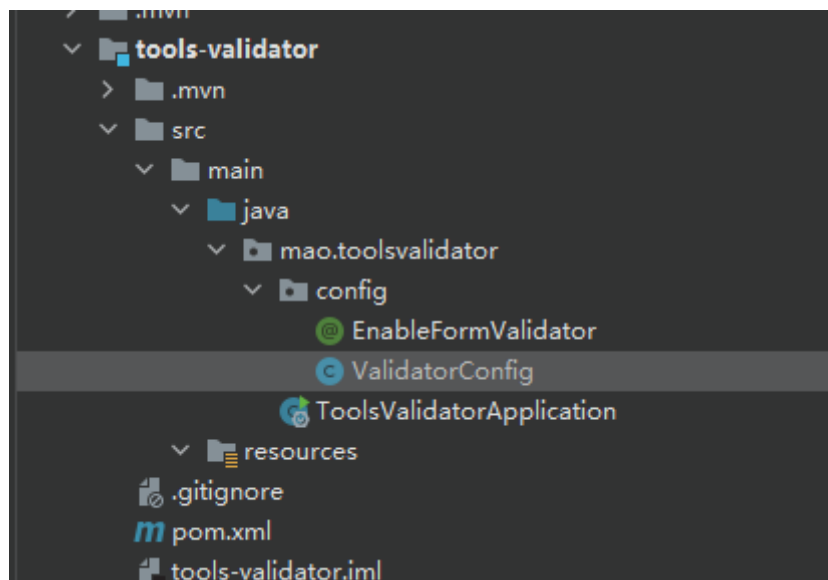 .mvn
tools-validator
.mvn
src
main
java
mao.toolsvalidator
config
@ EnableFormValidator
C ValidatorConfig
C ToolsValidatorApplication
resources
.gitignore
m pom.xml
tools-validator.iml